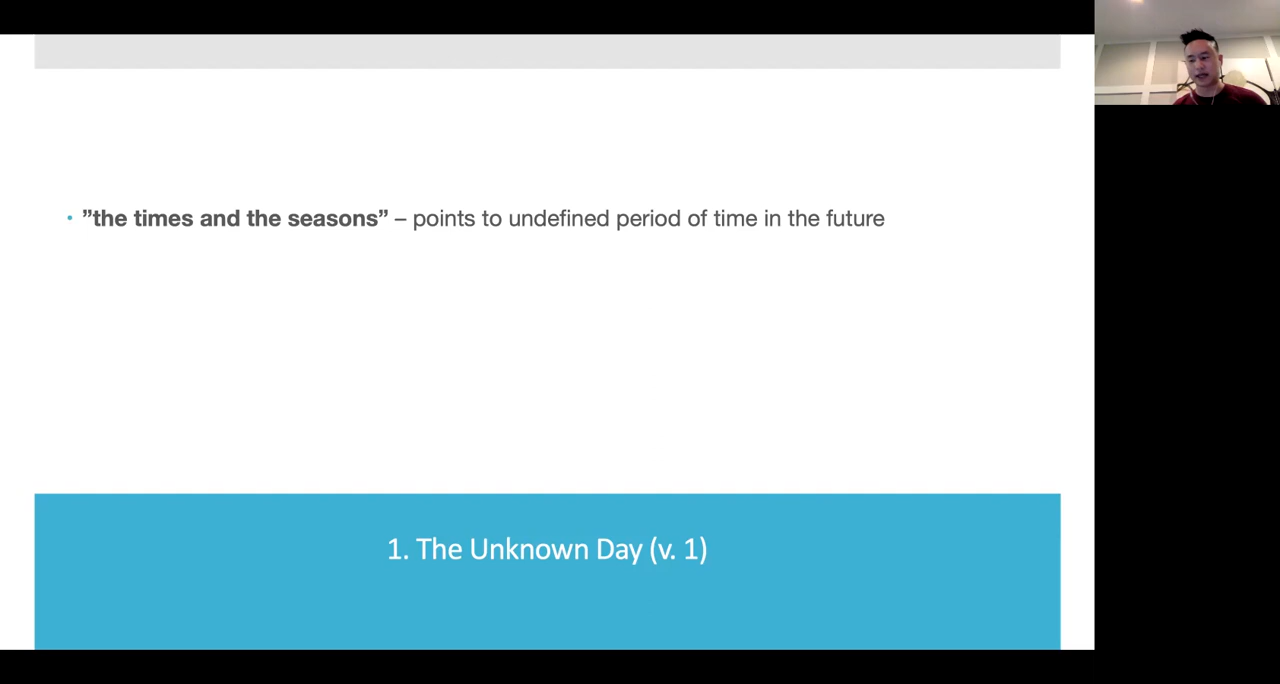 • ”the times and the seasons” – points to undefined period of time in the future
1. The Unknown Day (v. 1)